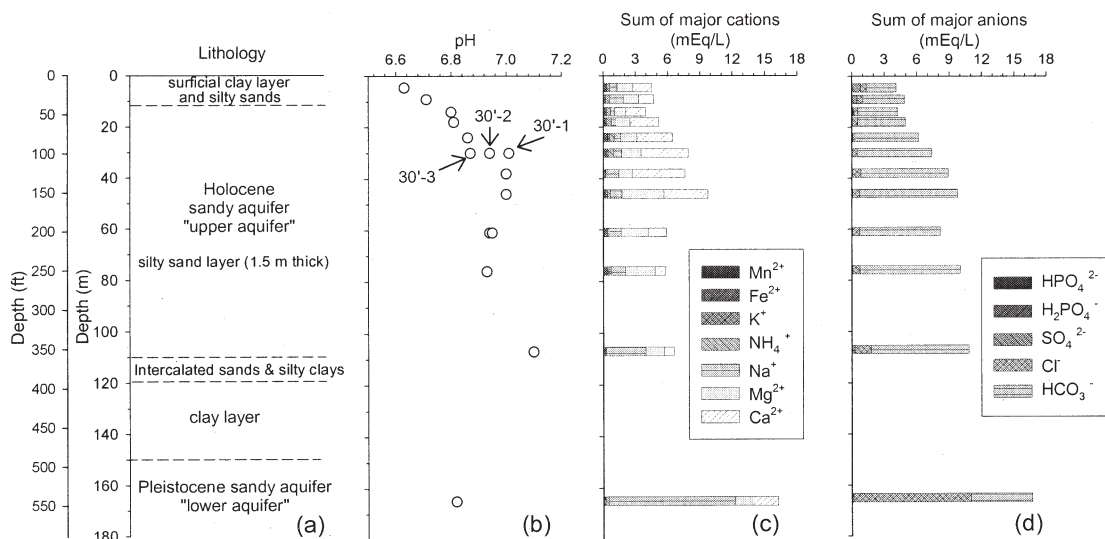 Sum of major cations
Sum of major anions
Lithology
pH
(mEq/L)
(mEq/L)
6.6 6.8 7.0 7.2
0 3 6 9 12 15 18
0 3 6 9 12 15 18
Depth (ft)
0
50
100
150
200
250
300
350
400
450
500
550
Depth (m)
0
20
40
60
80
100
120
140
160
180
surficial clay layer
and silty sands
Holocene
sandy aquifer
"upper aquifer"
silty sand layer (1.5 m thick)
Intercalated sands & silty clays
clay layer
Pleistocene sandy aquifer
"lower aquifer"
(a)
30'-2
30'-1
30'-3
(b)
Mn2+
Fe2+
K+
NH4 +
Na+
Mg2+
Ca2+
(c)
HPO4 2-
H2PO4 -
SO4 2-
Cl-
HCO3 -
(d)